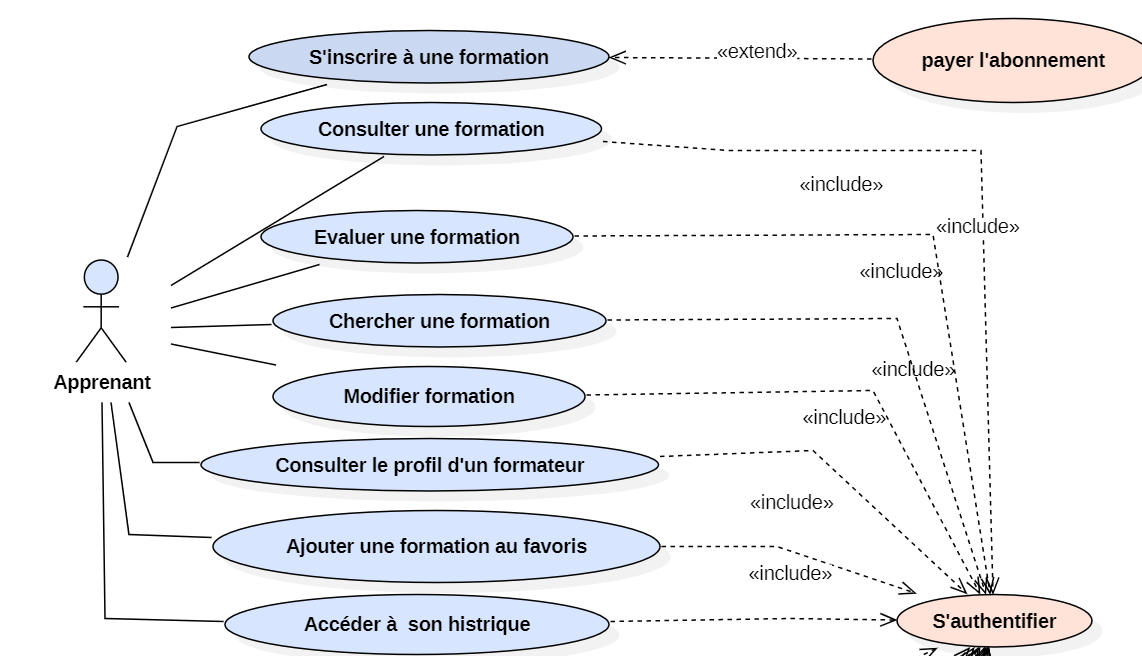 S'inscrire à une formation
«extend»
payer l'abonnement
Consulter une formation
«include»
«include»
Evaluer une formation
«include»
Chercher une formation
«include»
Apprenant
Modifier formation
«include»
Consulter le profil d'un formateur
«include»
Ajouter une formation au favoris
«include»
Accéder à  son histrique
S'authentifier